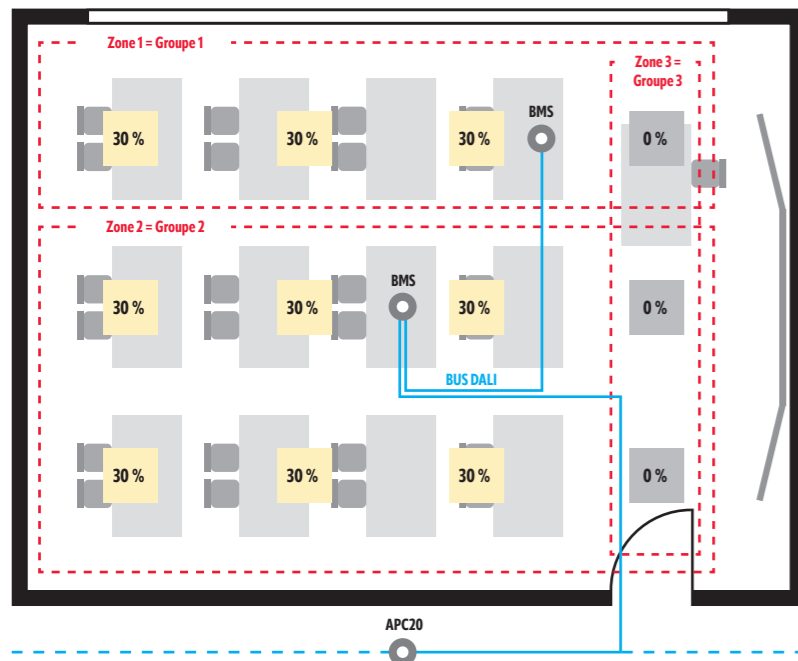 Zone 1 = Groupe 1
Zone 3 =
Groupe 3
BMS
30 %
30 %
30 %
0 %
Zone 2 = Groupe 2
BMS
30 %
30 %
30 %
0 %
BUS DALI
30 %
30 %
30 %
0 %
APC20